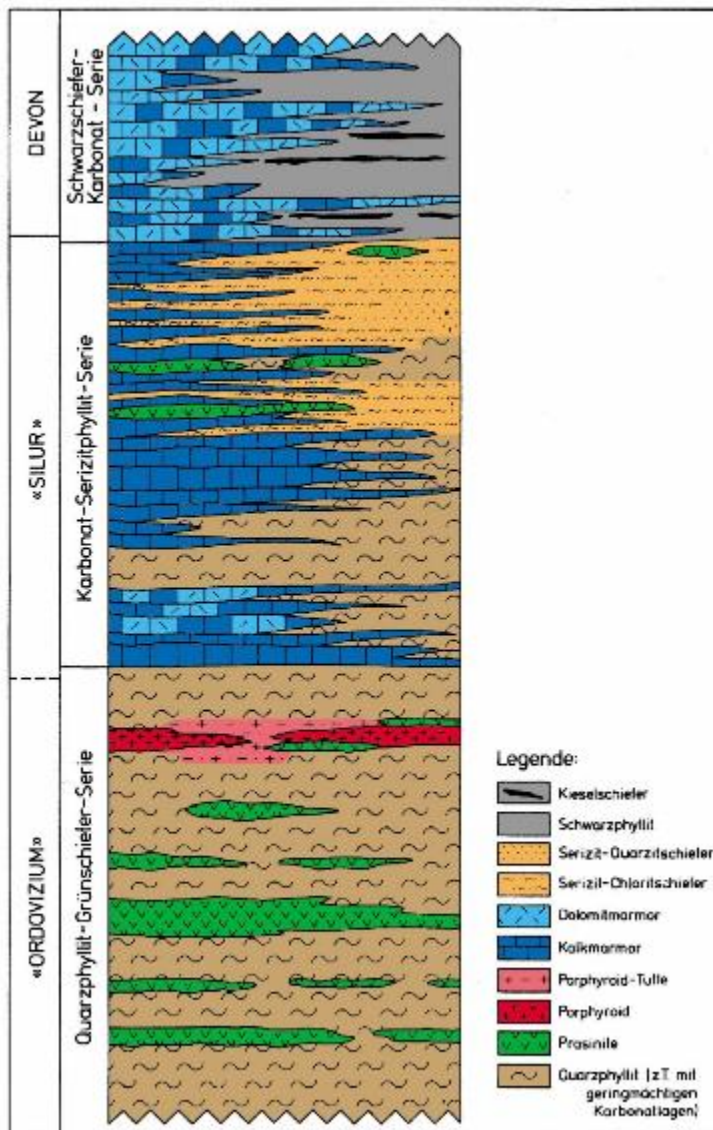 DEVON
Schwarzschiefer-
Karbonat-Serie
«SILUR»
Karbonat-Serizitphyllit-Serie
«ORDOVIZIUM»
Quarzphyllit-Grünschiefer-Serie
Legende:
Kieselschiefer
Schwarzphyllit
Serizit-Quarzitschiefer
Serizit-Chloritschiefer
Dolomitmarmor
Kalkmarmor
Porphyroid-Tuffe
Porphyroid
Prasinite
Quarzphyllit (z.T. mit
geringmächtigen
Karbonatlagen)